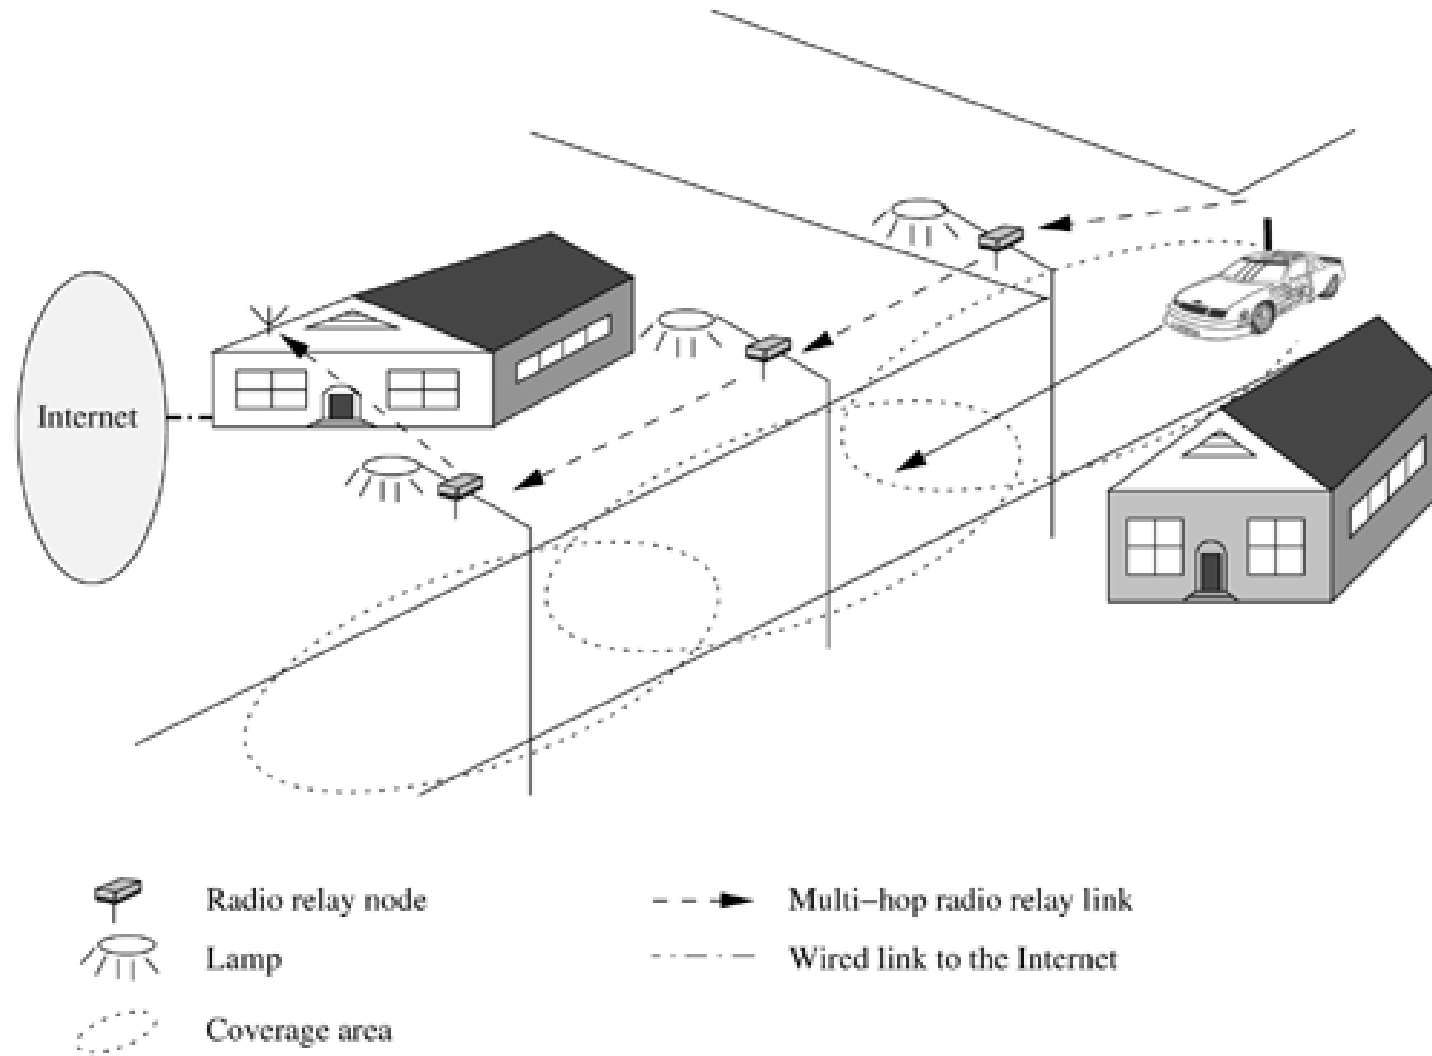 Internet
Radio relay node
Multi-hop radio relay link
Lamp
Wired link to the Internet
Coverage area